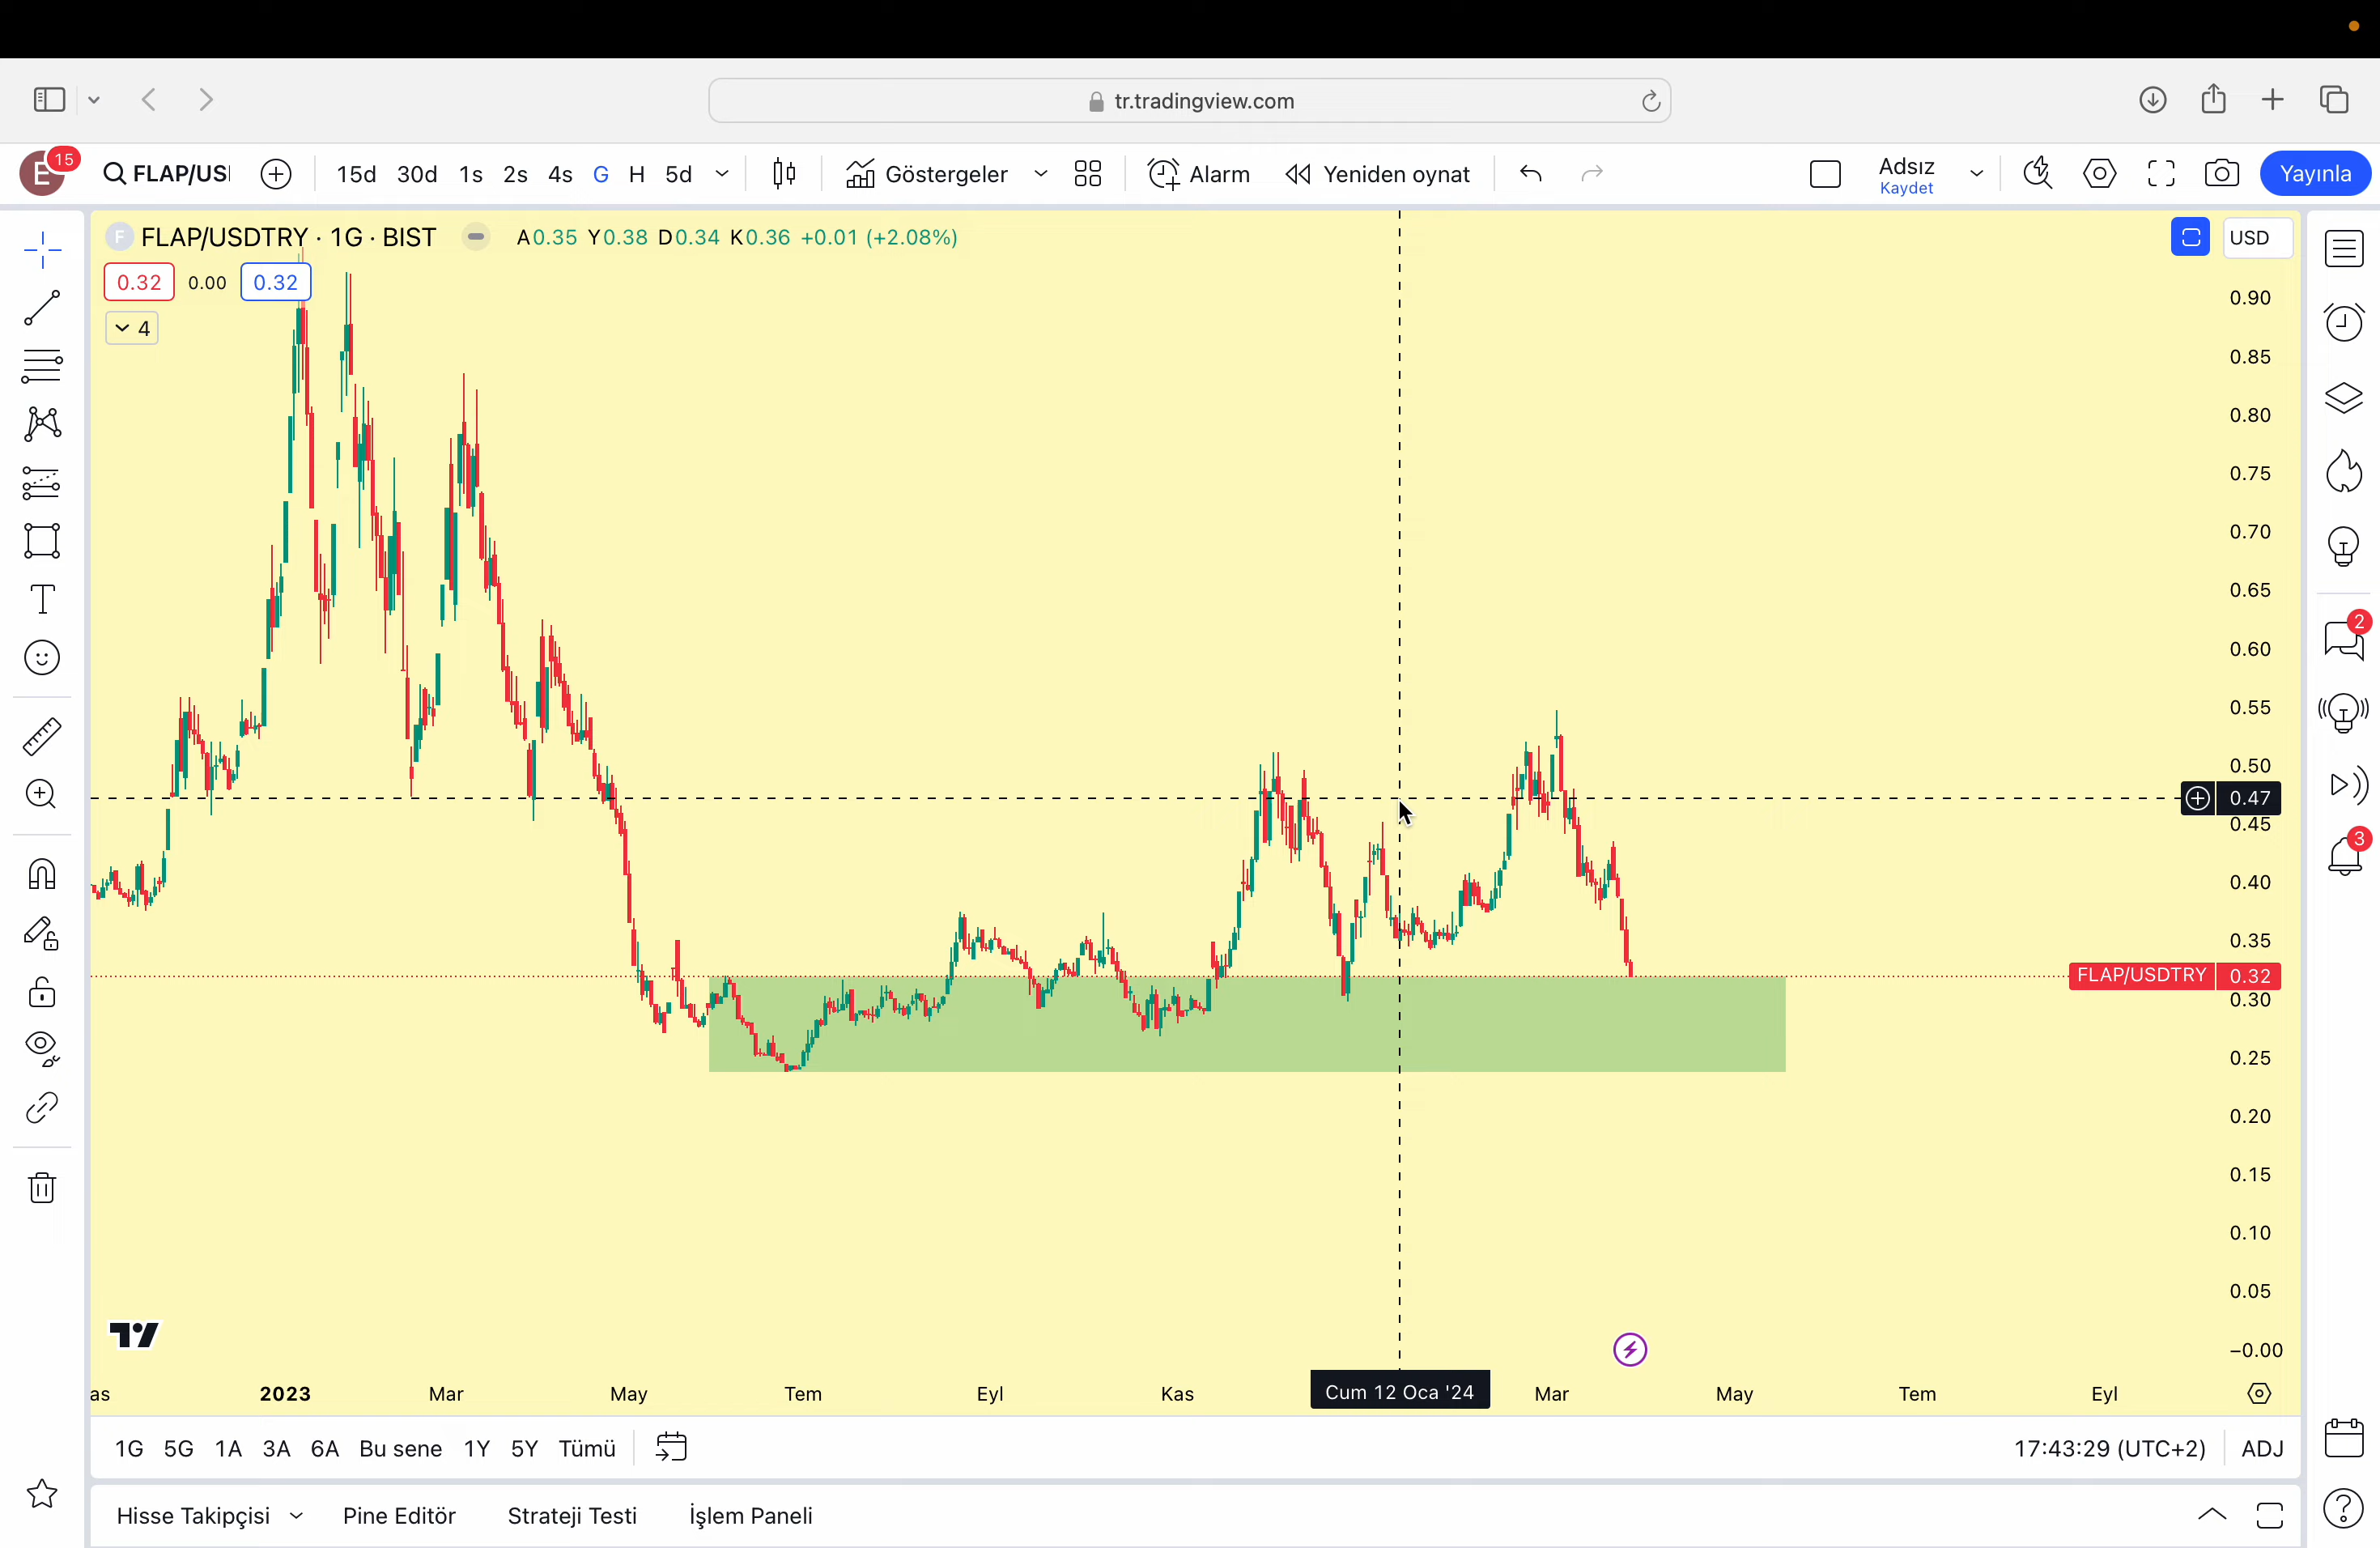 tr.tradingview.com
E 15 FLAP/USI 15d 30d 1s 2s 4s G H 5d Göstergeler Alarm Yeniden oynat Adsız Yayınla
Kaydet
F FLAP/USDTRY · 1G · BIST A0.35 Y0.38 D0.34 K0.36 +0.01 (+2.08%) USD
0.32 0.00 0.32
4
0.90
0.85
0.80
0.75
0.70
0.65
2
0.60
0.55
0.50
0.47
0.45
3
0.40
0.35
FLAP/USDTRY 0.32
0.30
0.25
0.20
0.15
0.10
0.05
−0.00
as 2023 Mar May Tem Eyl Kas Cum 12 Oca '24 Mar May Tem Eyl
1G 5G 1A 3A 6A Bu sene 1Y 5Y Tümü 17:43:29 (UTC+2) ADJ
Hisse Takipçisi Pine Editör Strateji Testi İşlem Paneli